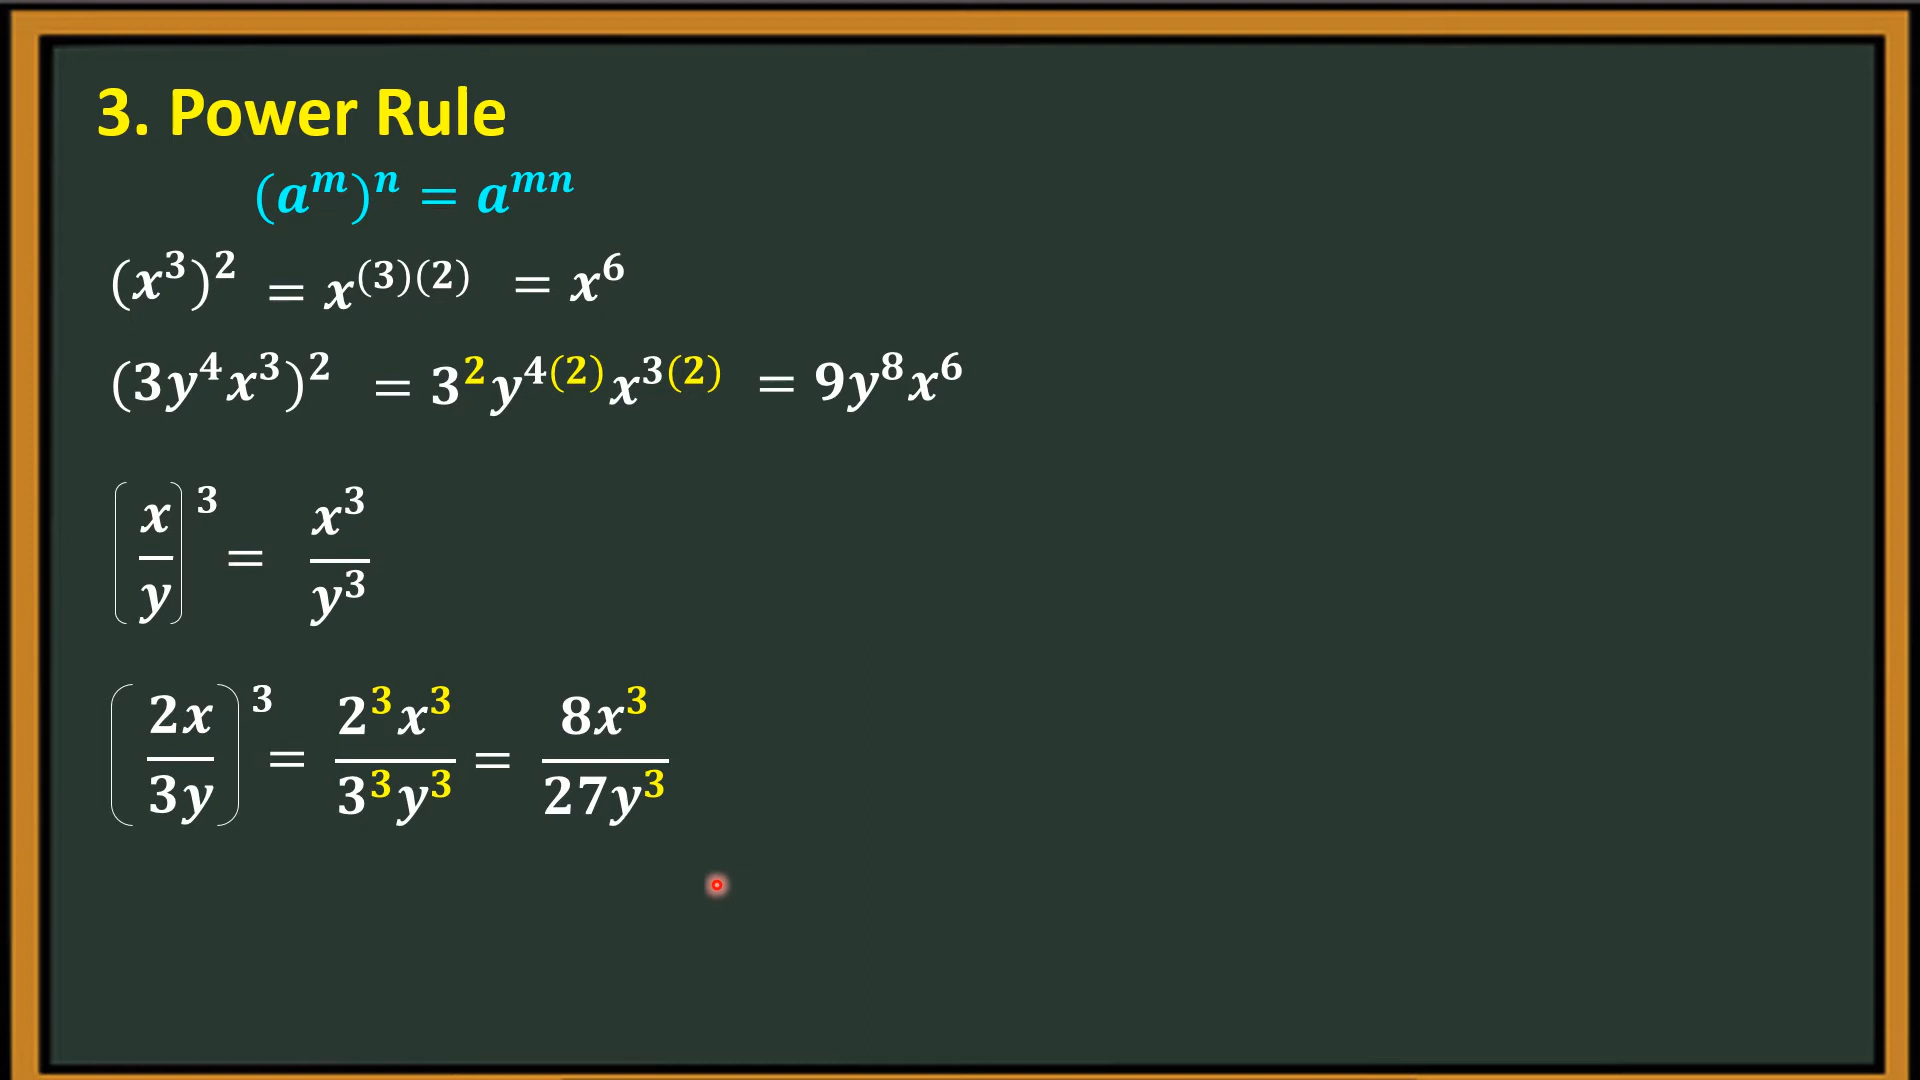 3. Power Rule
(a^m)^n = a^{mn}
(x^3)^2 = x^{(3)(2)} = x^6
(3y^4x^3)^2 = 3^2y^{4(2)}x^{3(2)} = 9y^8x^6
(x/y)^3 = x^3/y^3
(2x/3y)^3 = 2^3x^3/3^3y^3 = 8x^3/27y^3